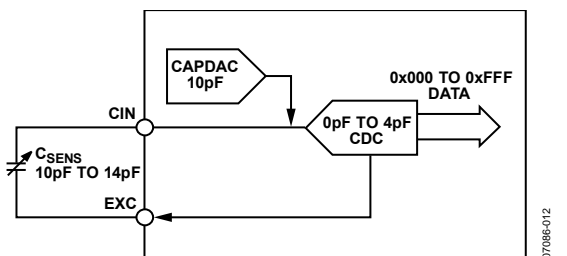 CAPDAC
10pF
0x000 TO 0xFFF
DATA
CIN
0pF TO 4pF
CDC
CSENS
10pF TO 14pF
EXC
07086-012